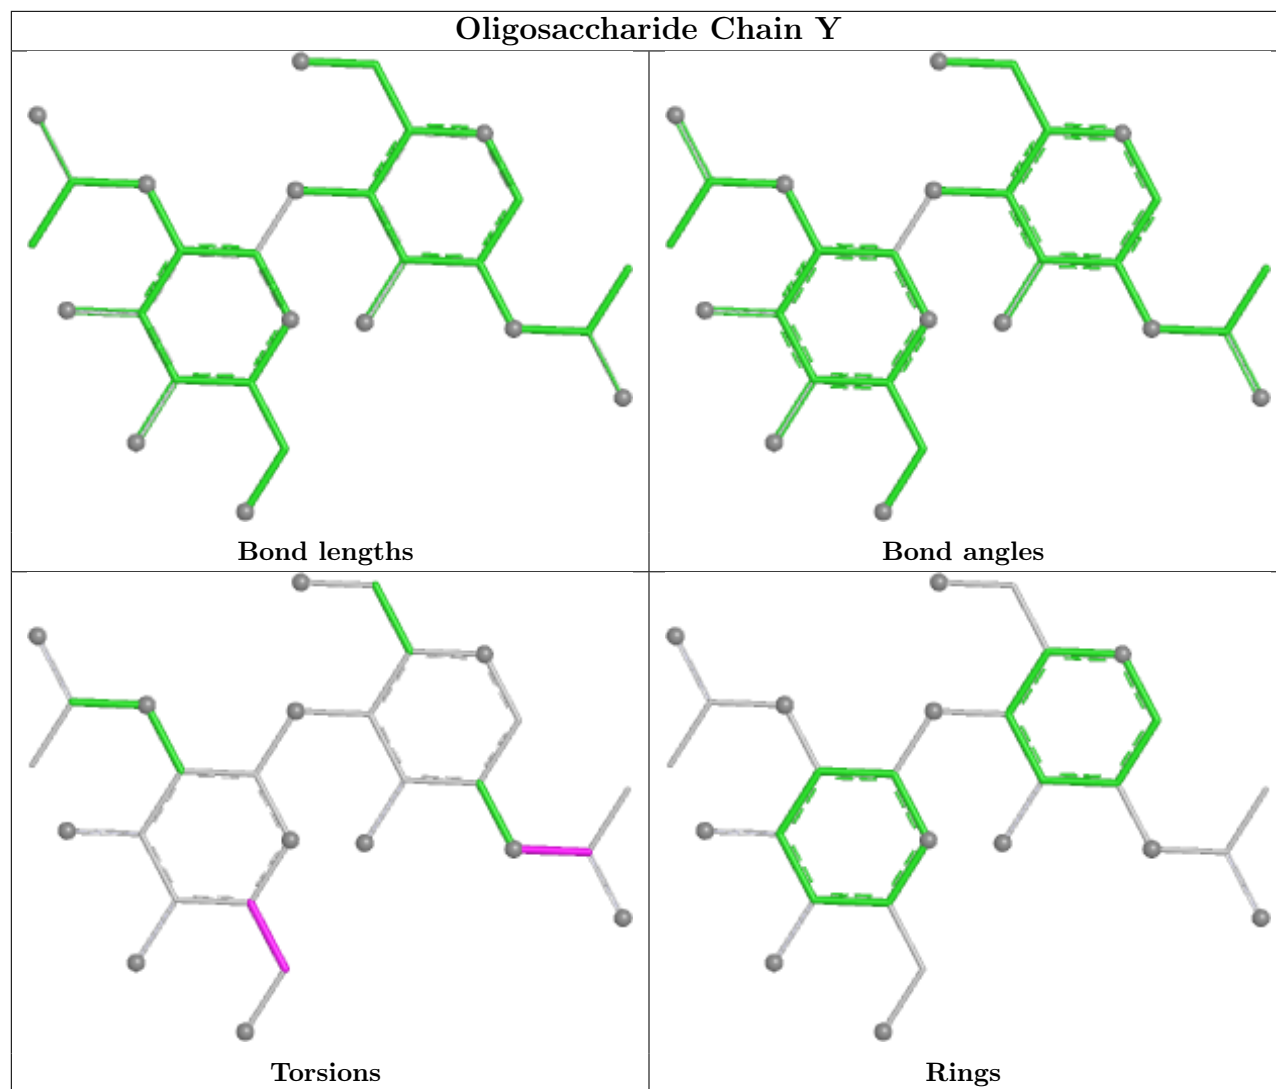 Oligosaccharide Chain Y
Bond lengths
Bond angles
Torsions
Rings